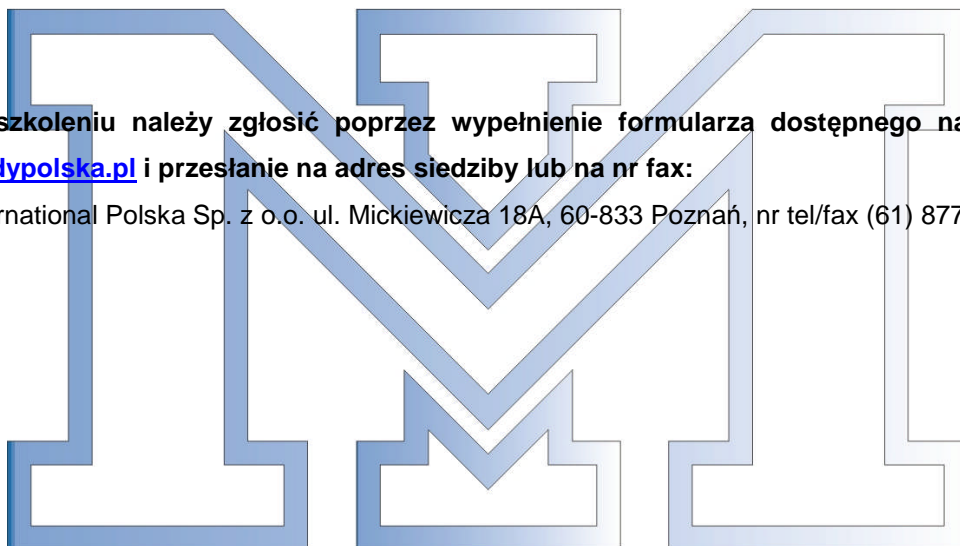 szkoleniu należy zgłosić poprzez wypełnienie formularza dostępnego na
dypolska.pl i przesłanie na adres siedziby lub na nr fax:
rnational Polska Sp. z o.o. ul. Mickiewicza 18A, 60-833 Poznań, nr tel/fax (61) 877